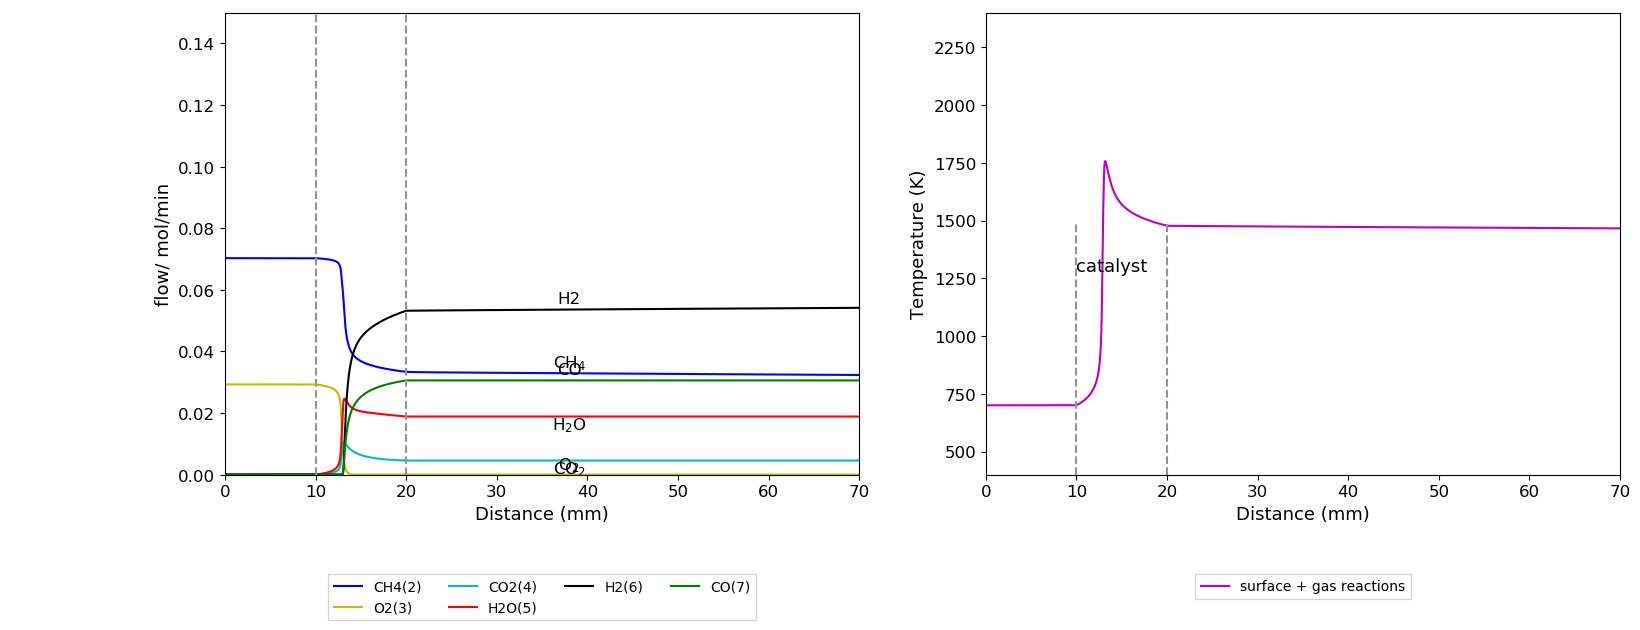 flow/ mol/min
0.14
0.12
0.10
0.08
0.06
0.04
0.02
0.00
H2
CH₄
CO
H₂O
O₂
CO₂
0 10 20 30 40 50 60 70
Distance (mm)
CH4(2) CO2(4) H2(6) CO(7)
O2(3) H2O(5)
Temperature (K)
2250
2000
1750
1500
1250
1000
750
500
catalyst
0 10 20 30 40 50 60 70
Distance (mm)
surface + gas reactions